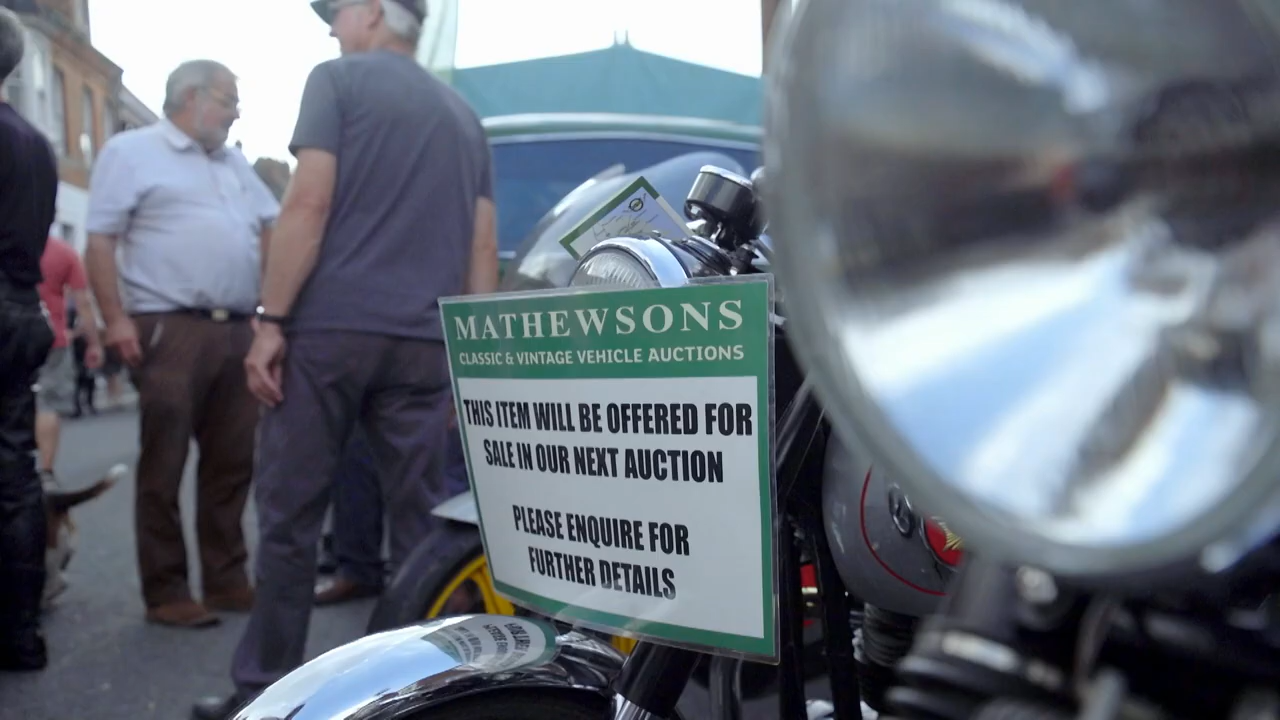 MATHEWSONS
CLASSIC & VINTAGE VEHICLE AUCTIONS
THIS ITEM WILL BE OFFERED FOR
SALE IN OUR NEXT AUCTION
PLEASE ENQUIRE FOR
FURTHER DETAILS